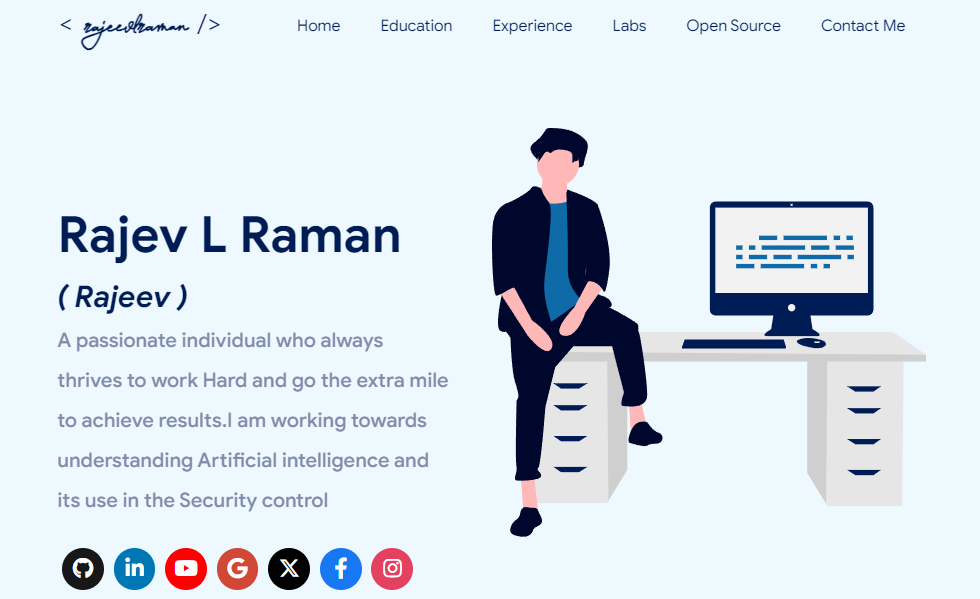 < rajeevlraman />
Home Education Experience Labs Open Source Contact Me
Rajev L Raman
( Rajeev )
A passionate individual who always
thrives to work Hard and go the extra mile
to achieve results.I am working towards
understanding Artificial intelligence and
its use in the Security control